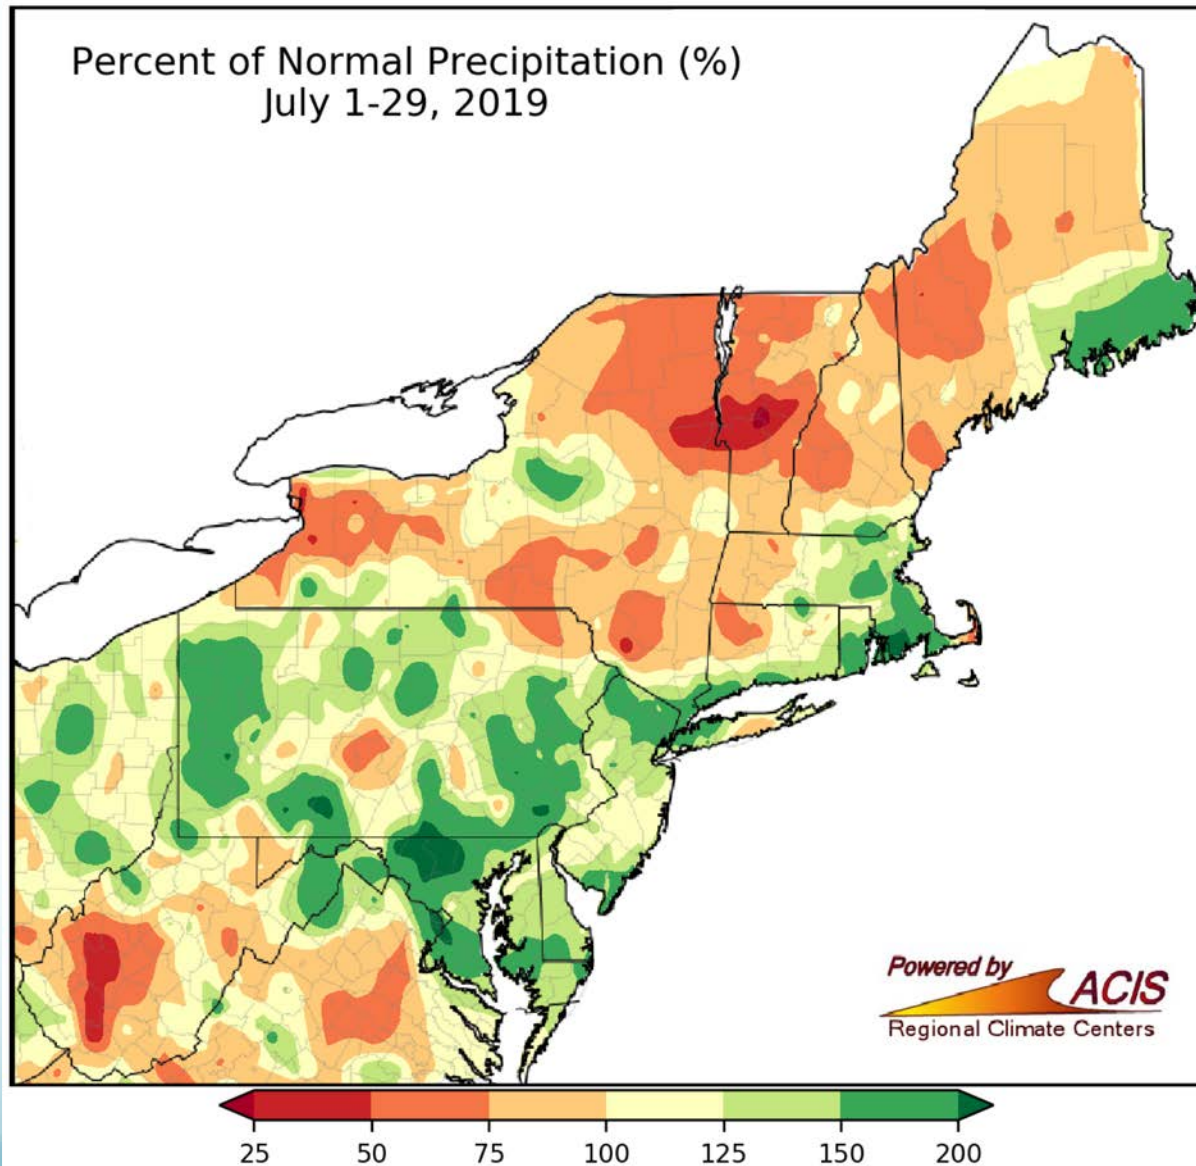 Percent of Normal Precipitation (%)
July 1-29, 2019
Powered by
ACIS
Regional Climate Centers
25 50 75 100 125 150 200